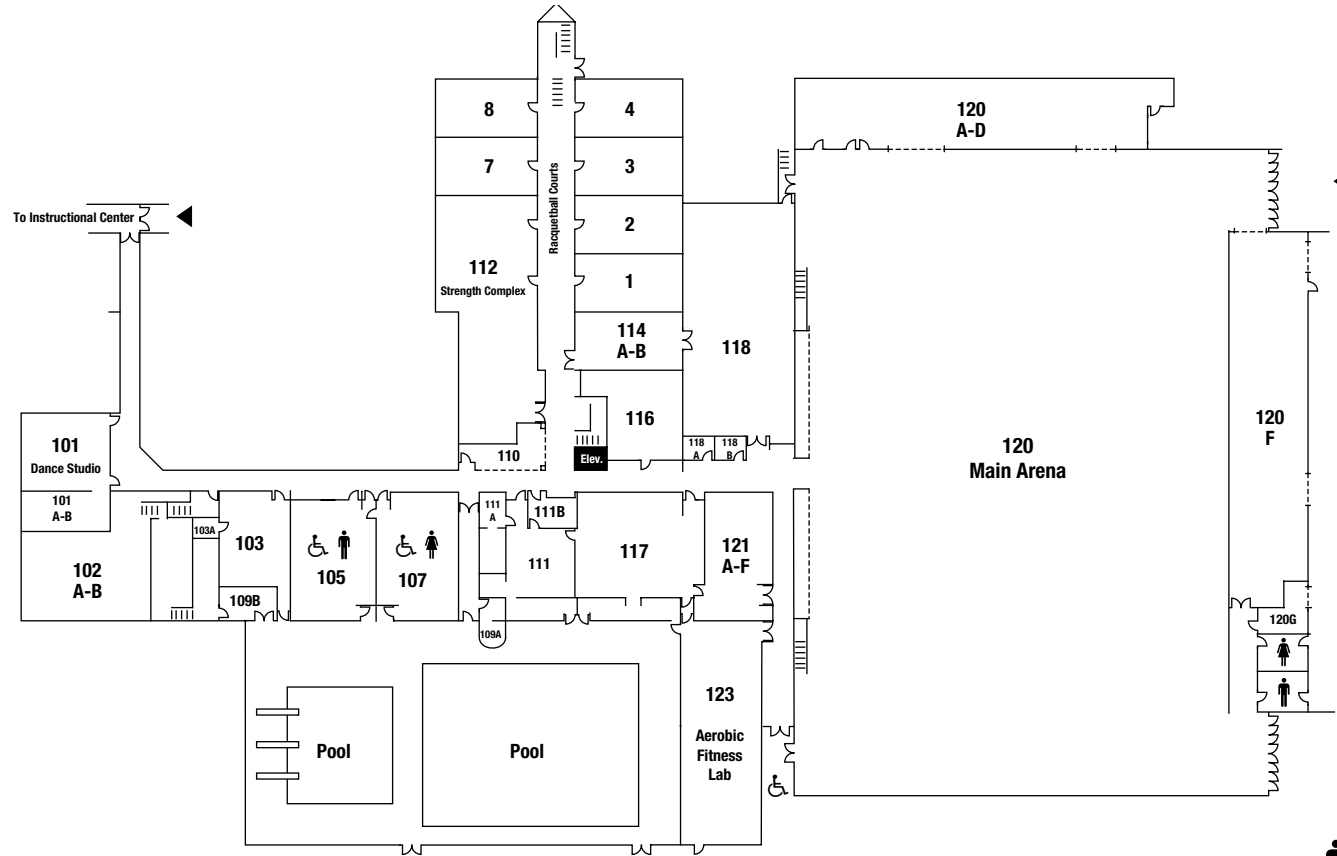 8
4
120
A-D
7
3
To Instructional Center
Racquetball Courts
2
112
Strength Complex
1
114
A-B
118
116
101
Dance Studio
110
Elev.
118
A
118
B
120
Main Arena
120
F
101
A-B
103A
103
105
107
111
A
111B
111
117
121
A-F
102
A-B
109B
109A
120G
123
Aerobic
Fitness
Lab
Pool
Pool